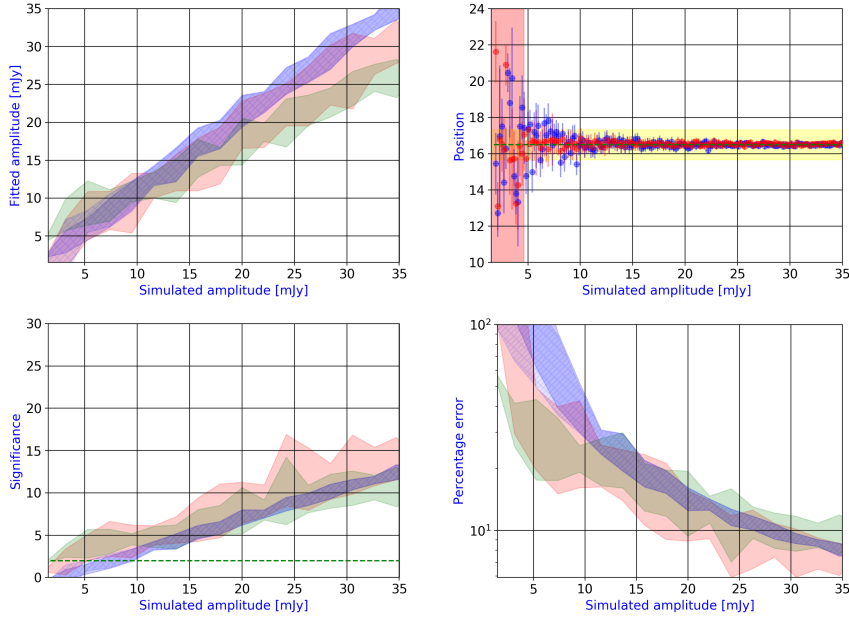 35
30
25
20
15
10
5
Fitted amplitude [mJy]
5 10 15 20 25 30 35
Simulated amplitude [mJy]
24
22
20
18
16
14
12
10
Position
5 10 15 20 25 30 35
Simulated amplitude [mJy]
30
25
20
15
10
5
0
Significance
5 10 15 20 25 30 35
Simulated amplitude [mJy]
10²
10¹
Percentage error
5 10 15 20 25 30 35
Simulated amplitude [mJy]